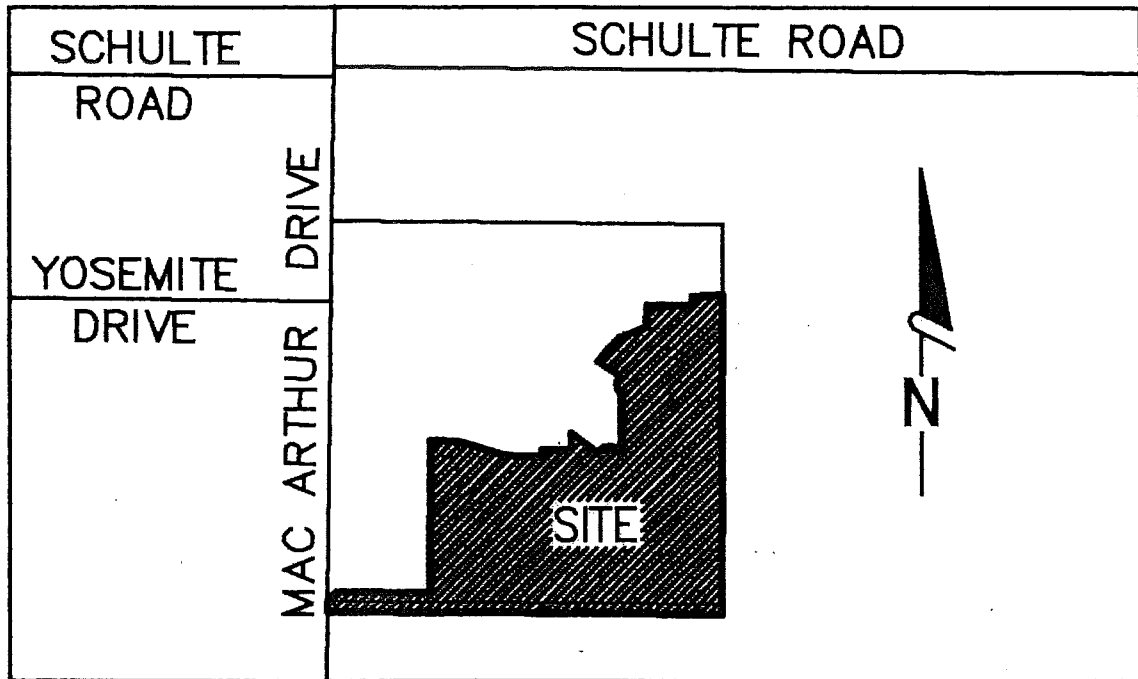 SCHULTE
ROAD
SCHULTE ROAD
YOSEMITE
DRIVE
MAC ARTHUR DRIVE
SITE
N